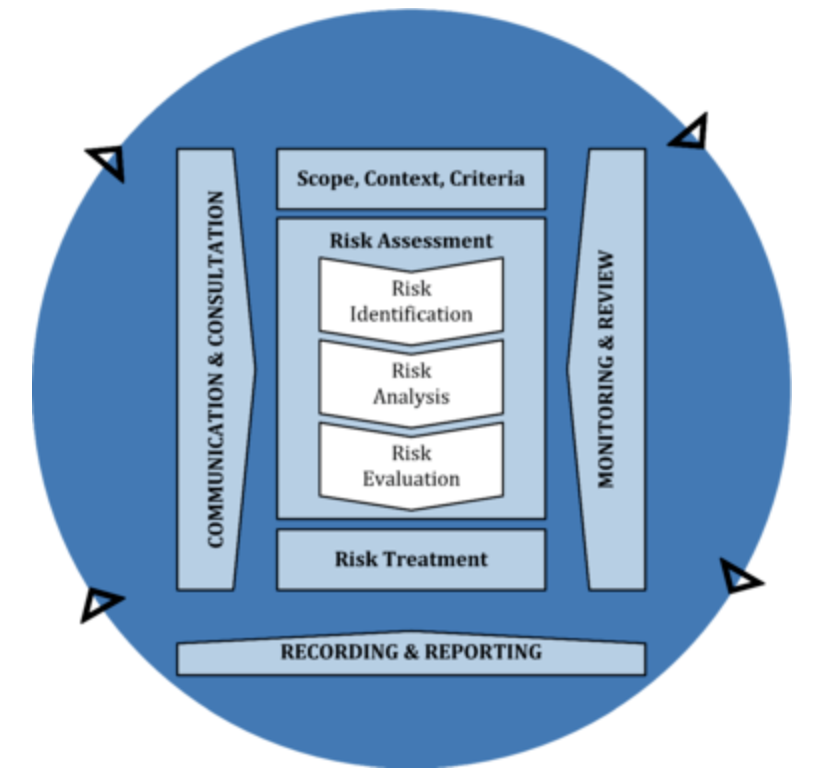 Scope, Context, Criteria
COMMUNICATION & CONSULTATION
Risk Assessment
Risk
Identification
Risk
Analysis
Risk
Evaluation
MONITORING & REVIEW
Risk Treatment
RECORDING & REPORTING